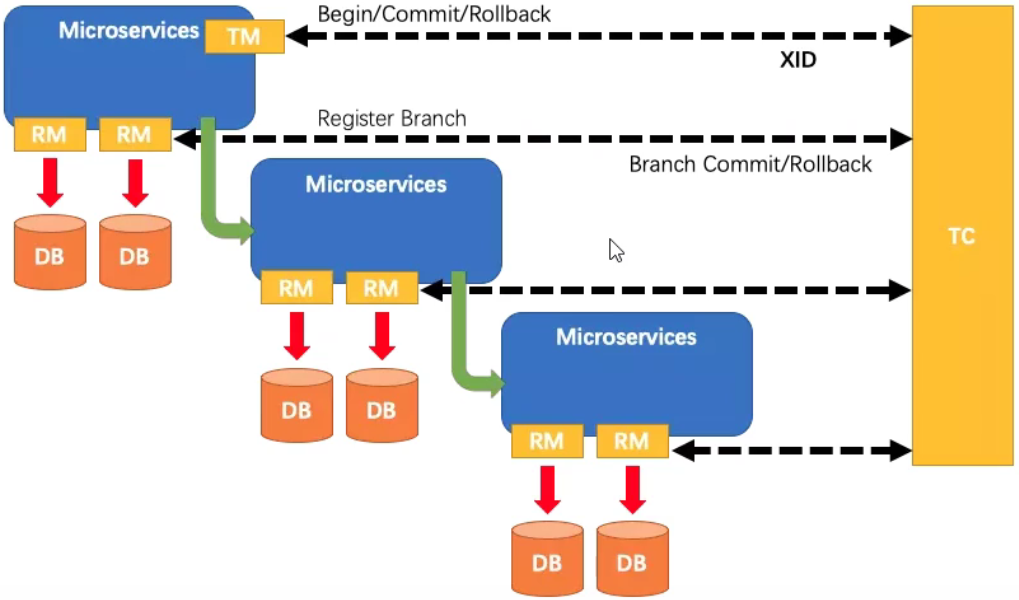 Begin/Commit/Rollback
Microservices
TM
XID
RM
RM
Register Branch
Branch Commit/Rollback
Microservices
TC
DB
DB
RM
RM
Microservices
DB
DB
RM
RM
DB
DB